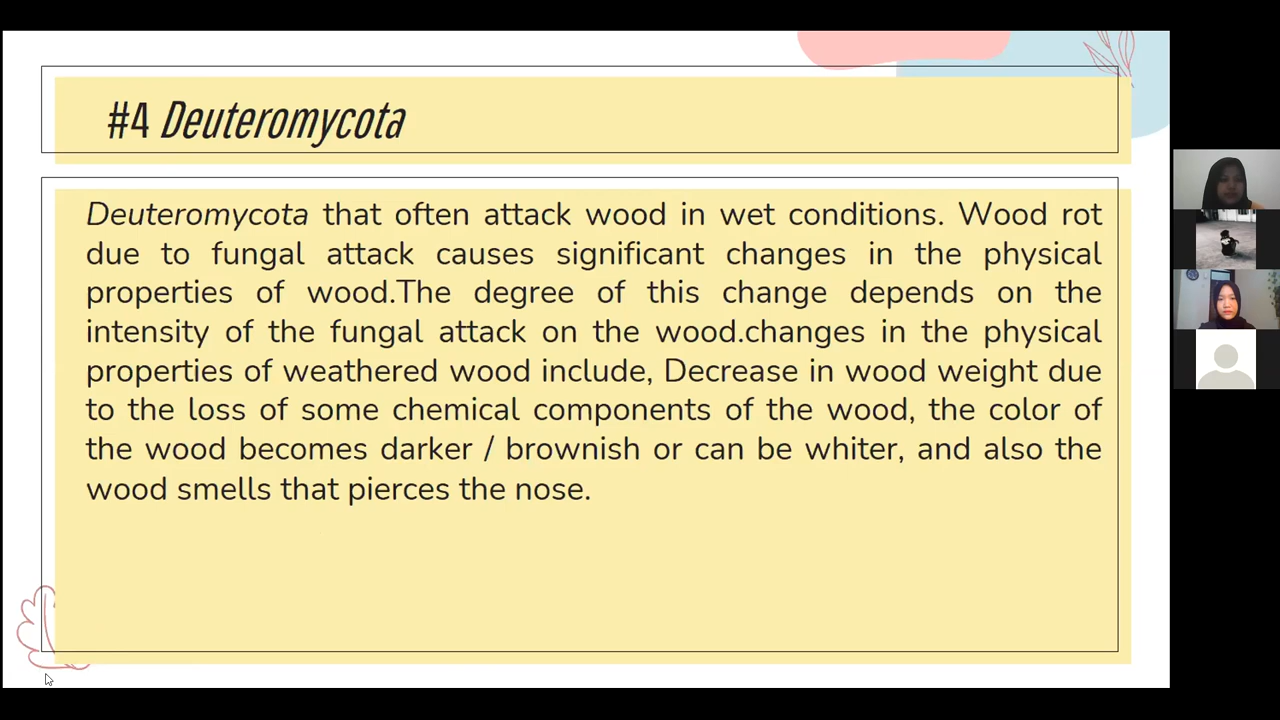 #4 Deuteromycota
Deuteromycota that often attack wood in wet conditions. Wood rot
due to fungal attack causes significant changes in the physical
properties of wood.The degree of this change depends on the
intensity of the fungal attack on the wood.changes in the physical
properties of weathered wood include, Decrease in wood weight due
to the loss of some chemical components of the wood, the color of
the wood becomes darker / brownish or can be whiter, and also the
wood smells that pierces the nose.